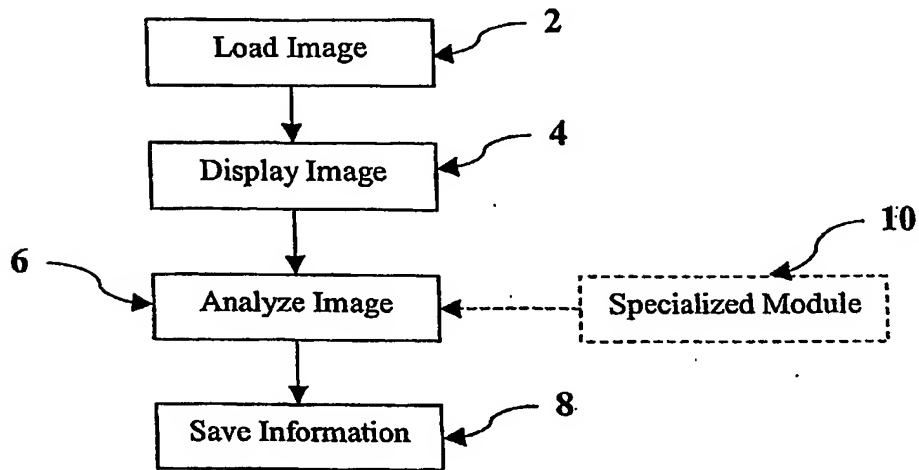 Load Image
2
Display Image
4
10
6
Analyze Image
Specialized Module
Save Information
8